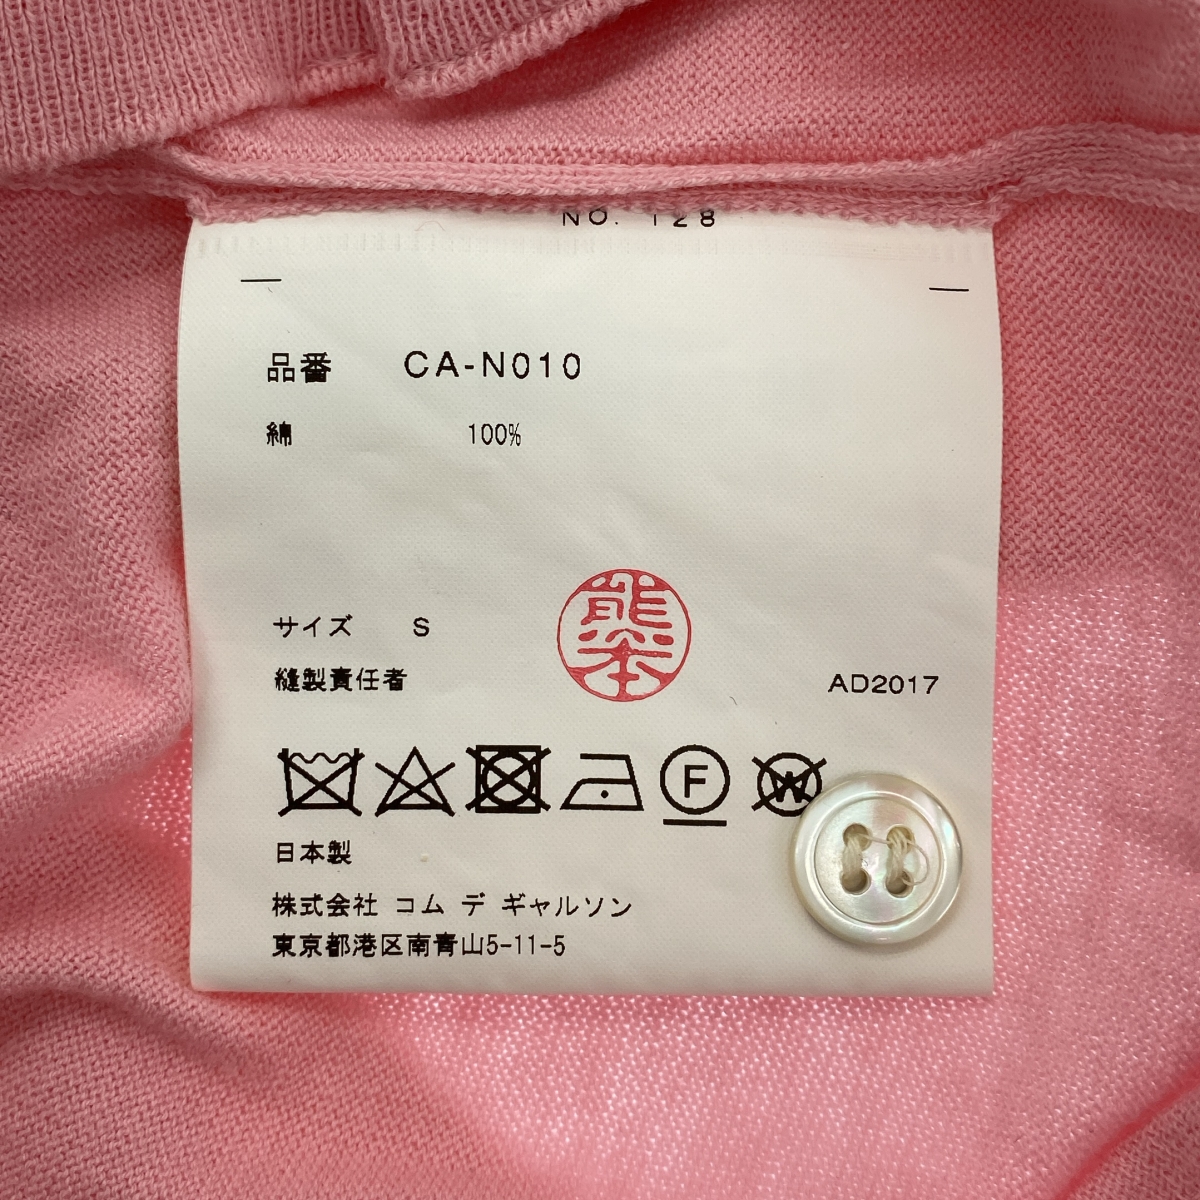 NO. 128
品番 CA-N010
綿 100%
サイズ S
熊本
縫製責任者 AD2017
F W
日本製
株式会社 コム デ ギャルソン
東京都港区南青山5-11-5